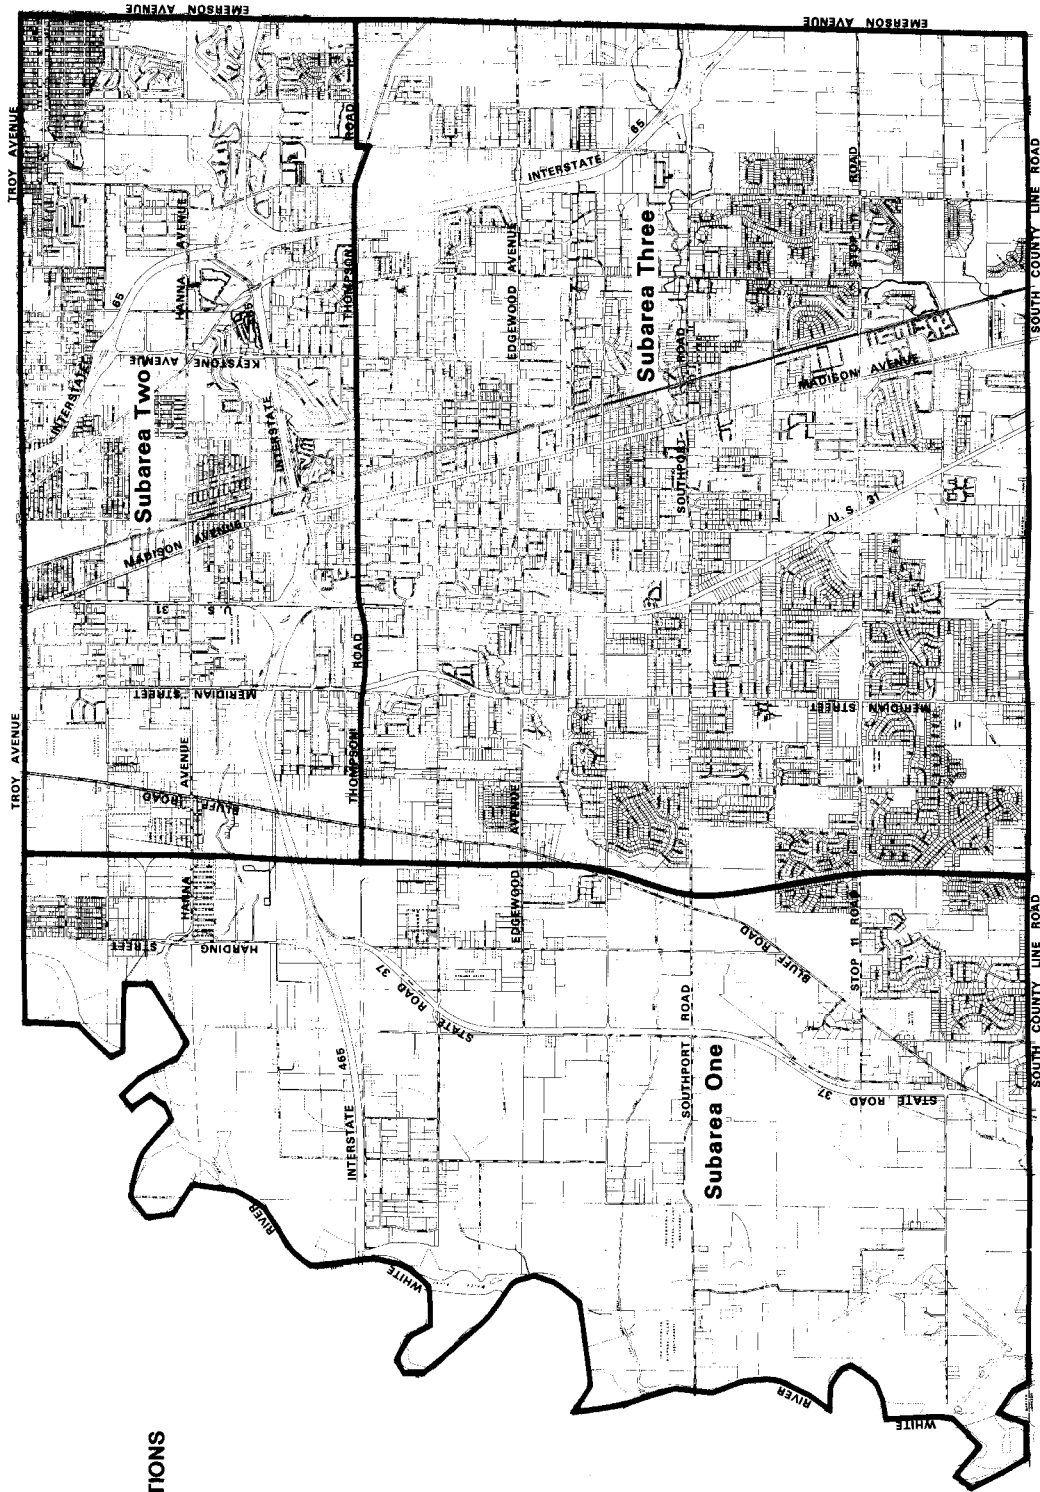 TIONS
TROY AVENUE
TROY AVENUE
EMERSON AVENUE
EMERSON AVENUE
SOUTH COUNTY LINE ROAD
SOUTH COUNTY LINE ROAD
Subarea One
Subarea Two
Subarea Three
WHITE RIVER
WHITE RIVER
HARDING STREET
HANNA AVENUE
HANNA AVENUE
BLUFF ROAD
BLUFF ROAD
MERIDIAN STREET
MERIDIAN STREET
U.S. 31
U.S. 31
MADISON AVENUE
MADISON AVENUE
KEYSTONE AVENUE
INTERSTATE 65
INTERSTATE 65
INTERSTATE
INTERSTATE 465
THOMPSON ROAD
THOMPSON ROAD
EDGEWOOD AVENUE
EDGEWOOD AVENUE
SOUTHPORT ROAD
SOUTHPORT ROAD
STOP 11 ROAD
STOP 11 ROAD
STATE ROAD 37
STATE ROAD 37